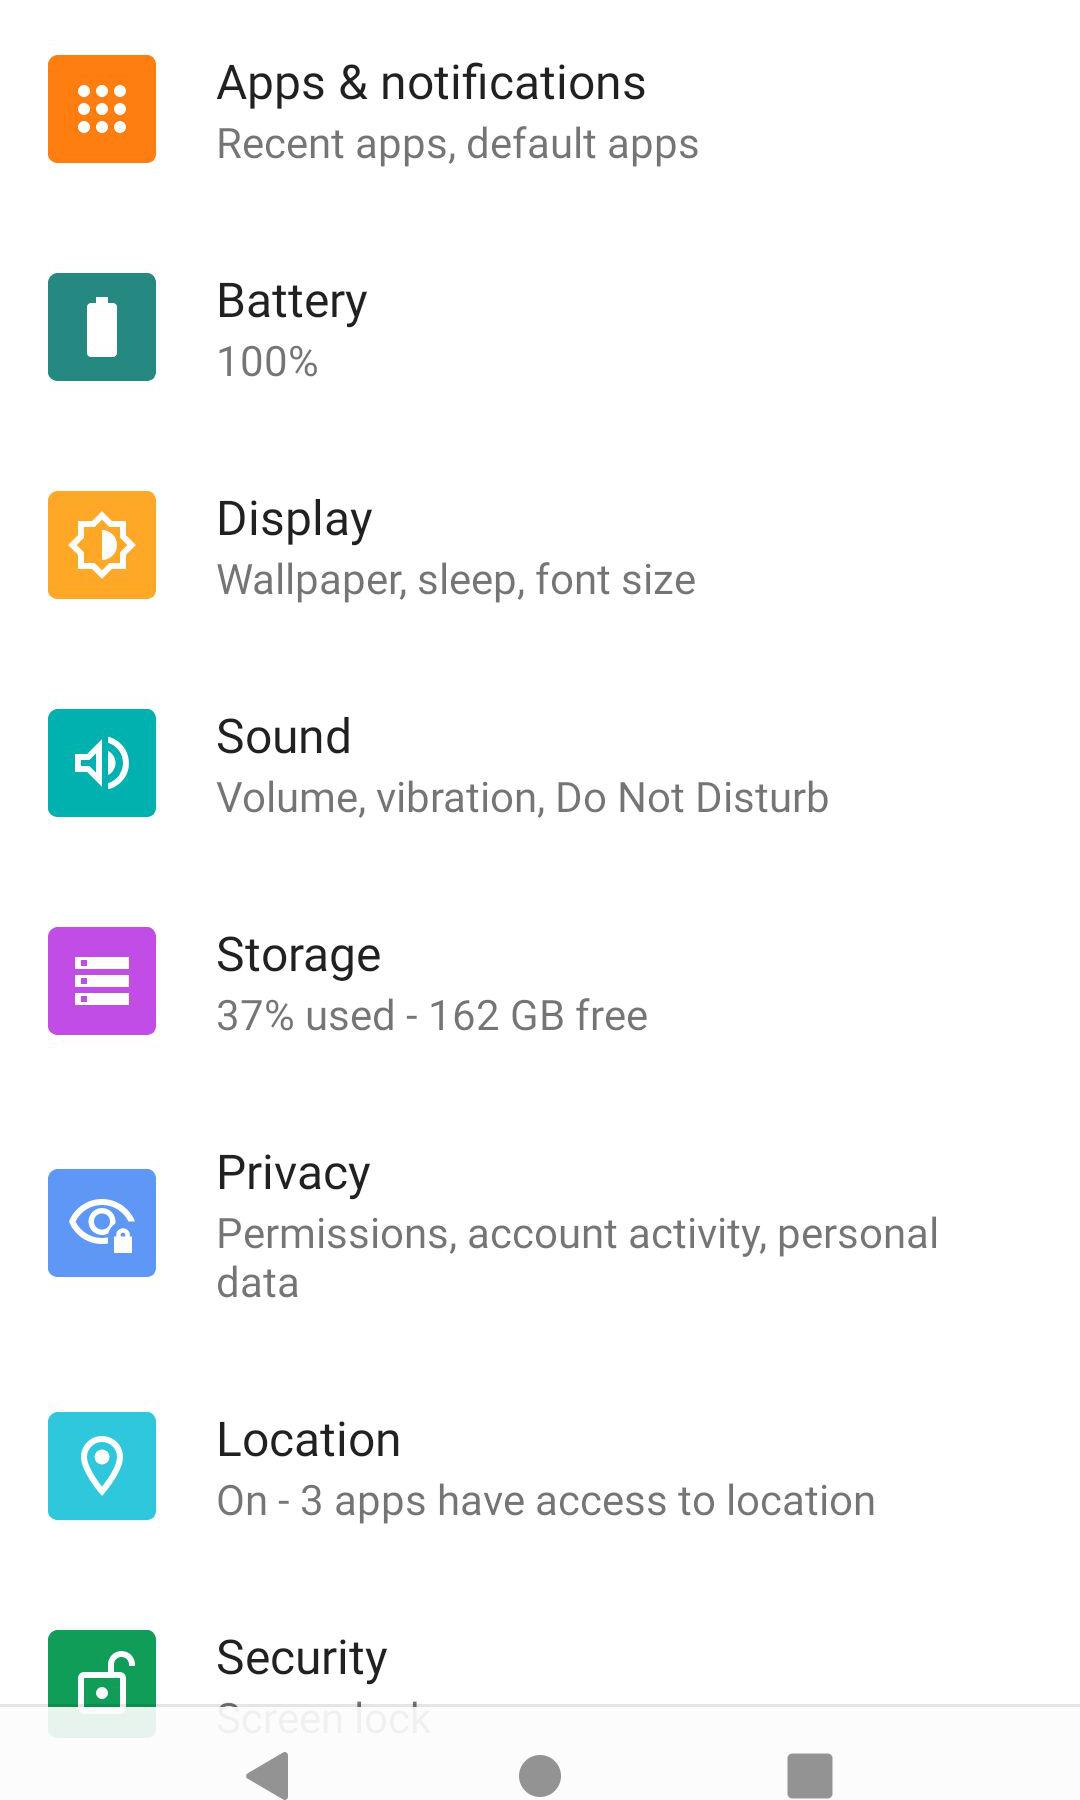 Apps & notifications
Recent apps, default apps
Battery
100%
Display
Wallpaper, sleep, font size
Sound
Volume, vibration, Do Not Disturb
Storage
37% used - 162 GB free
Privacy
Permissions, account activity, personal
data
Location
On - 3 apps have access to location
Security
Screen lock